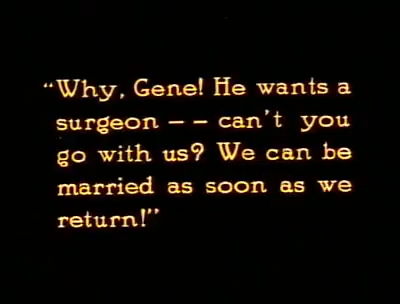 “Why, Gene! He wants a
surgeon -- can't you
go with us? We can be
married as soon as we
return!”